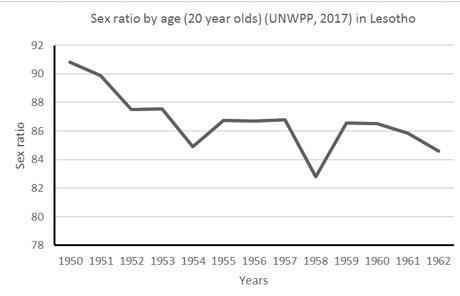 Sex ratio by age (20 year olds) (UNWPP, 2017) in Lesotho
92
90
88
86
84
82
80
78
Sex ratio
1950 1951 1952 1953 1954 1955 1956 1957 1958 1959 1960 1961 1962
Years